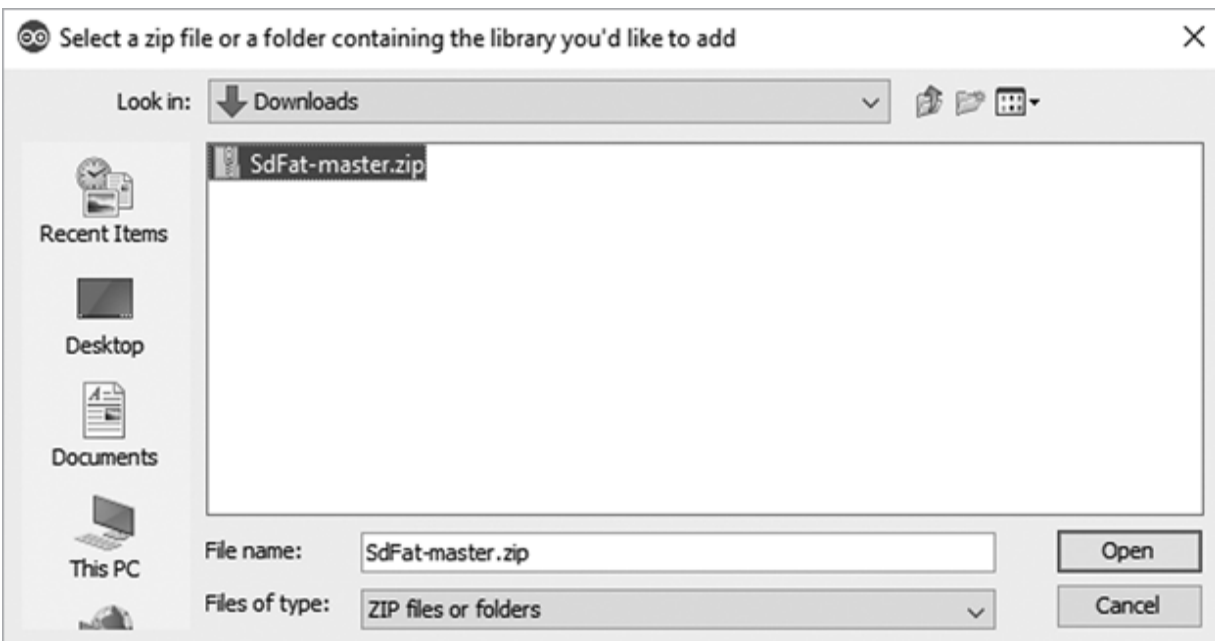 Select a zip file or a folder containing the library you'd like to add
Look in:
Downloads
SdFat-master.zip
Recent Items
Desktop
Documents
This PC
File name:
SdFat-master.zip
Open
Files of type:
ZIP files or folders
Cancel